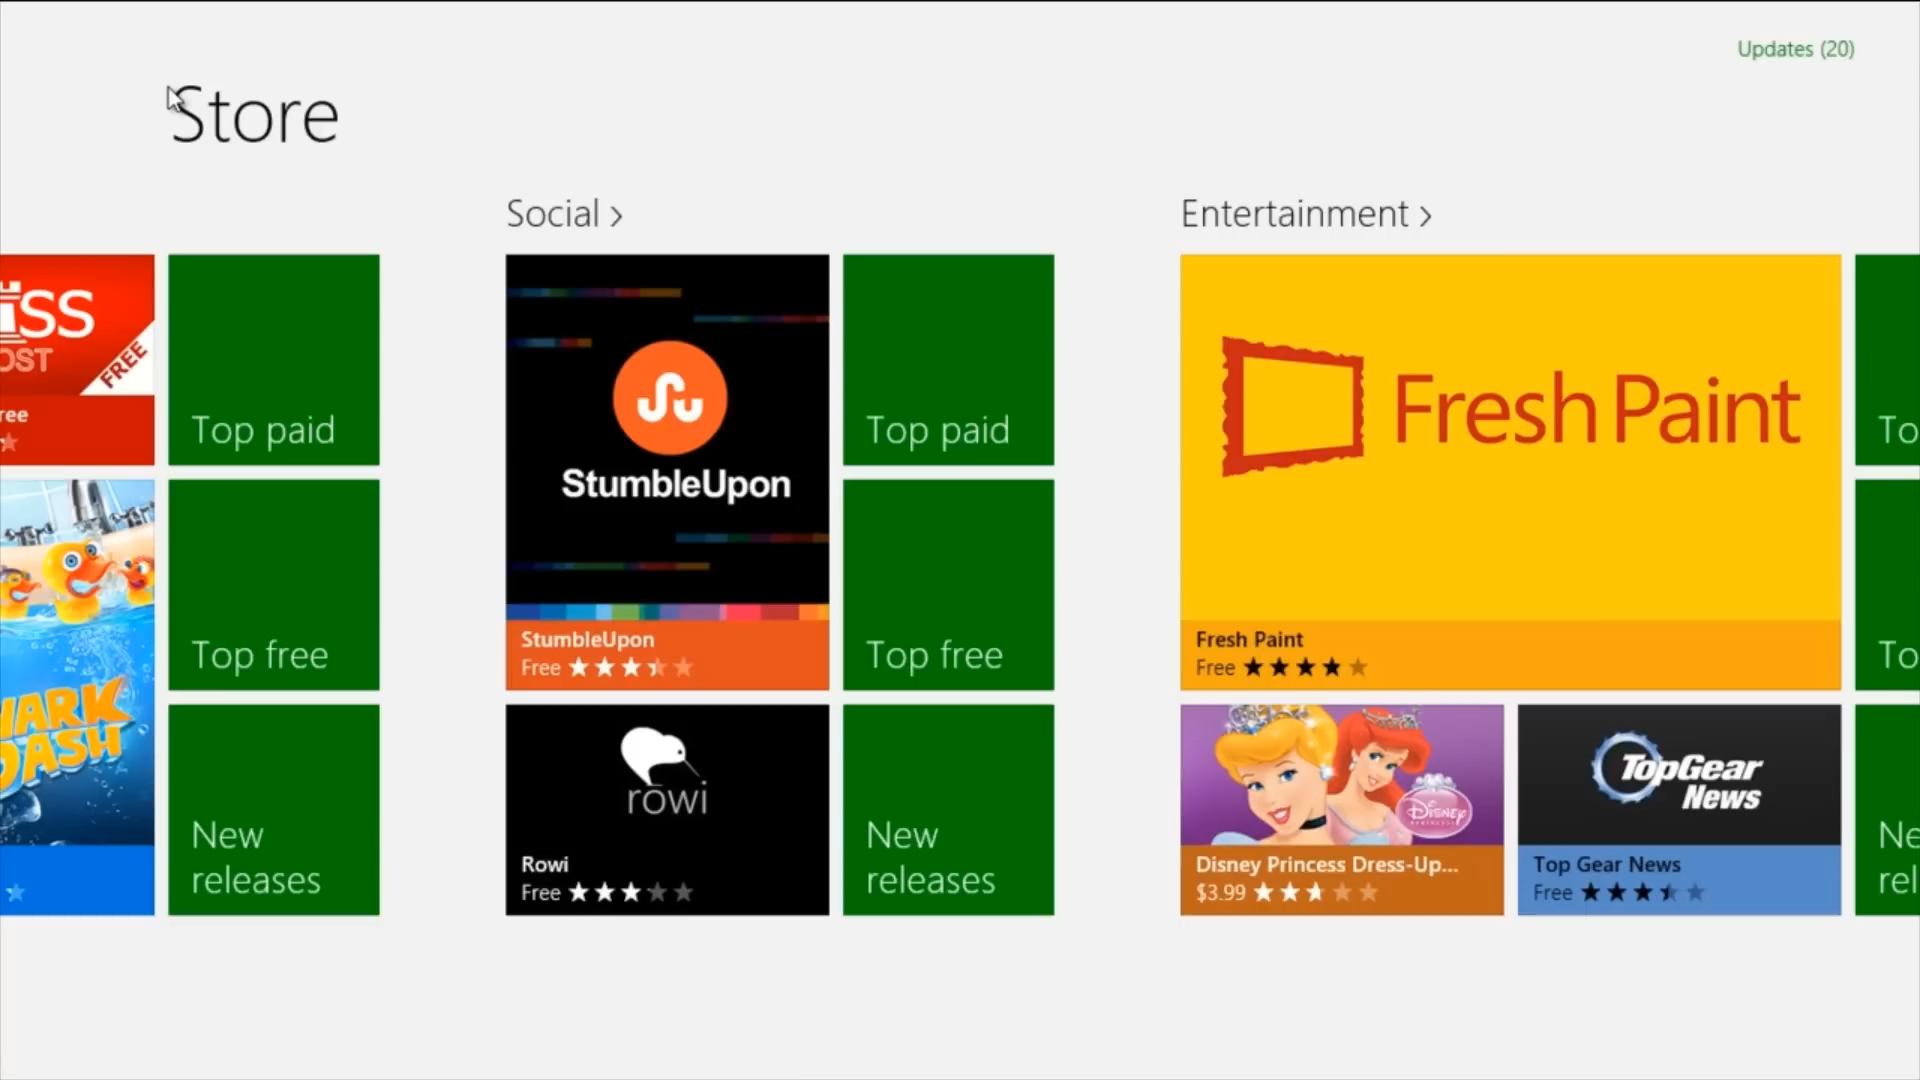 Updates (20)
Store
Social >
Entertainment >
FREE
Top paid
Top free
New
releases
StumbleUpon
StumbleUpon
Free
Top paid
rowi
Rowi
Free
Top free
New
releases
Fresh Paint
Fresh Paint
Free
Disney
Disney Princess Dress-Up...
$3.99
TopGear
News
Top Gear News
Free